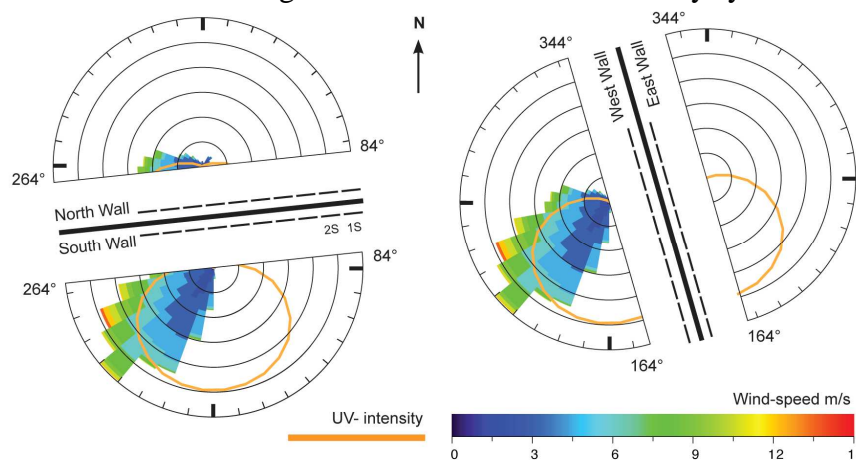 N
344°
344°
West Wall
East Wall
84°
264°
North Wall
South Wall
2S 1S
84°
264°
164°
164°
UV- intensity
Wind-speed m/s
0 3 6 9 12 1